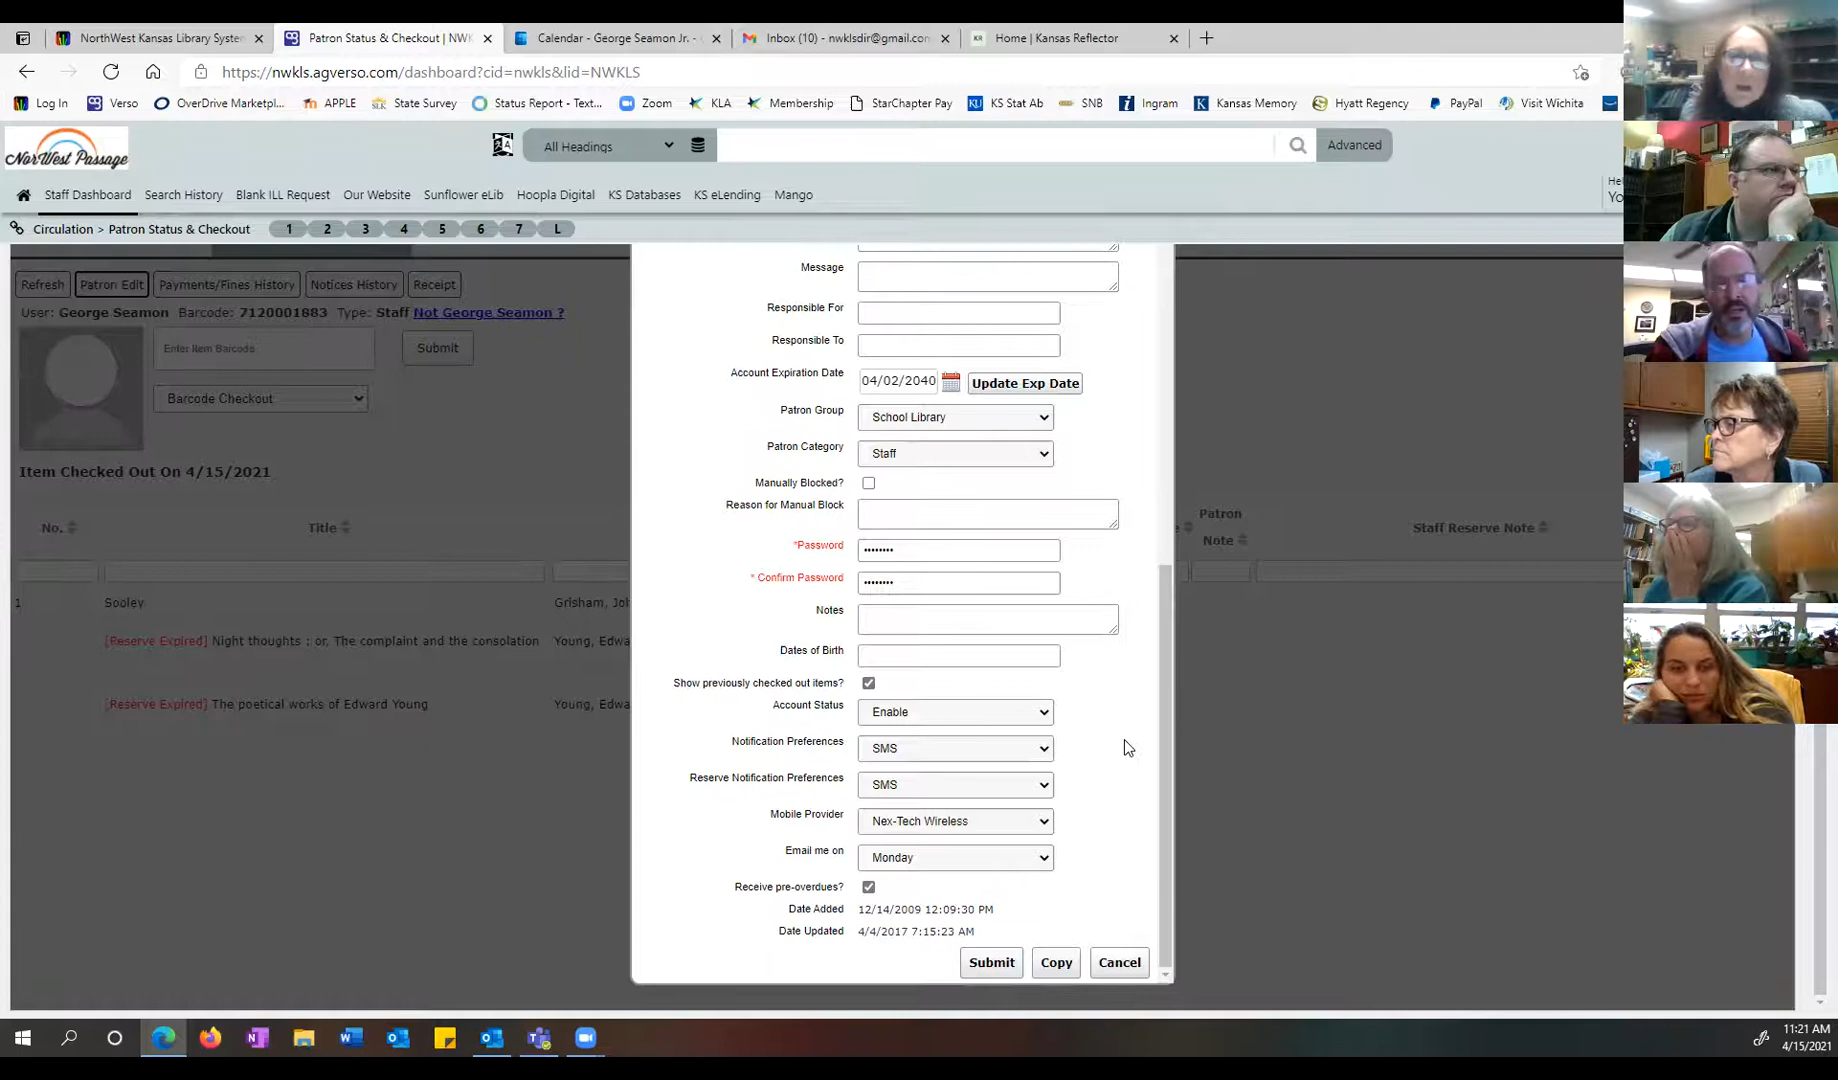 NorthWest Kansas Library System
Patron Status & Checkout | NWK
Calendar - George Seamon Jr. -
Inbox (10) - nwklsdir@gmail.com
Home | Kansas Reflector
https://nwkls.agverso.com/dashboard?cid=nwkls&lid=NWKLS
Log In Verso OverDrive Marketpl... APPLE State Survey Status Report - Text... Zoom KLA Membership StarChapter Pay KS Stab Ab SNB Ingram Kansas Memory Hyatt Regency PayPal Visit Wichita
NorWest Passage
All Headings
Advanced
Staff Dashboard Search History Blank ILL Request Our Website Sunflower eLib Hoopla Digital KS Databases KS eLending Mango
Circulation > Patron Status & Checkout 1 2 3 4 5 6 7 L
Refresh Patron Edit Payments/Fines History Notices History Receipt
User: George Seamon Barcode: 7120001883 Type: Staff Not George Seamon ?
Enter Item Barcode
Submit
Barcode Checkout
Item Checked Out On 4/15/2021
No. Title
Patron Note
Staff Reserve Note
1 Sooley Grisham, Joh
[Reserve Expired] Night thoughts : or, The complaint and the consolation Young, Edwa
[Reserve Expired] The poetical works of Edward Young Young, Edwa
Message
Responsible For
Responsible To
Account Expiration Date 04/02/2040 Update Exp Date
Patron Group School Library
Patron Category Staff
Manually Blocked?
Reason for Manual Block
*Password ••••••••
* Confirm Password ••••••••
Notes
Dates of Birth
Show previously checked out items?
Account Status Enable
Notification Preferences SMS
Reserve Notification Preferences SMS
Mobile Provider Nex-Tech Wireless
Email me on Monday
Receive pre-overdues?
Date Added 12/14/2009 12:09:30 PM
Date Updated 4/4/2017 7:15:23 AM
Submit Copy Cancel
11:21 AM
4/15/2021